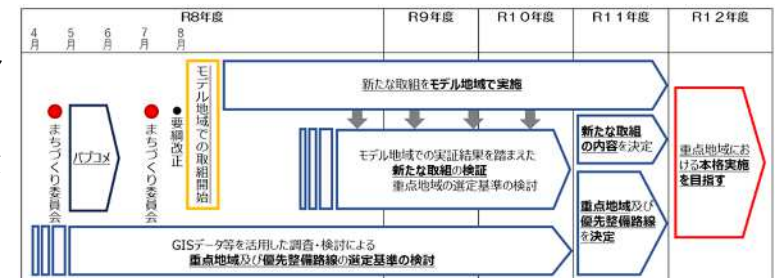 R8年度
R9年度
R10年度
R11年度
R12年度
4月
5月
6月
7月
8月
まちづくり委員会
パブコメ
まちづくり委員会
要綱改正
モデル地域での取組開始
新たな取組をモデル地域で実施
モデル地域での実証結果を踏まえた
新たな取組の検証
重点地域の選定基準の検討
GISデータ等を活用した調査・検討による
重点地域及び優先整備路線の選定基準の検討
新たな取組
の内容を決定
重点地域及び
優先整備路線
を決定
重点地域にお
ける本格実施
を目指す